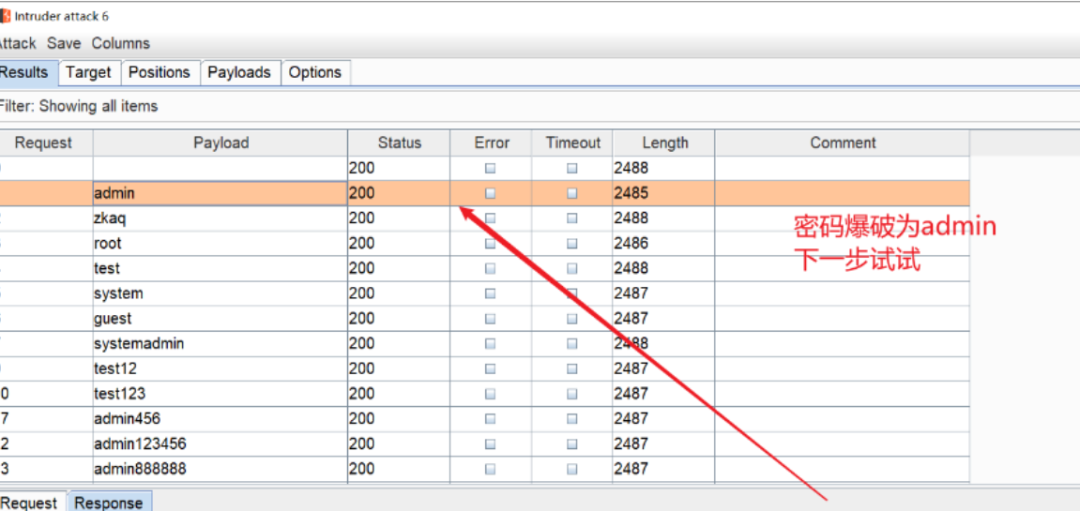 Intruder attack 6
Attack Save Columns
Results Target Positions Payloads Options
Filter: Showing all items
Request Payload Status Error Timeout Length Comment
200 2488
admin 200 2485
zkaq 200 2488
root 200 2486
test 200 2488
system 200 2487
guest 200 2487
systemadmin 200 2488
test12 200 2487
0 test123 200 2487
7 admin456 200 2487
2 admin123456 200 2487
3 admin888888 200 2487
密码爆破为admin
下一步试试
Request Response